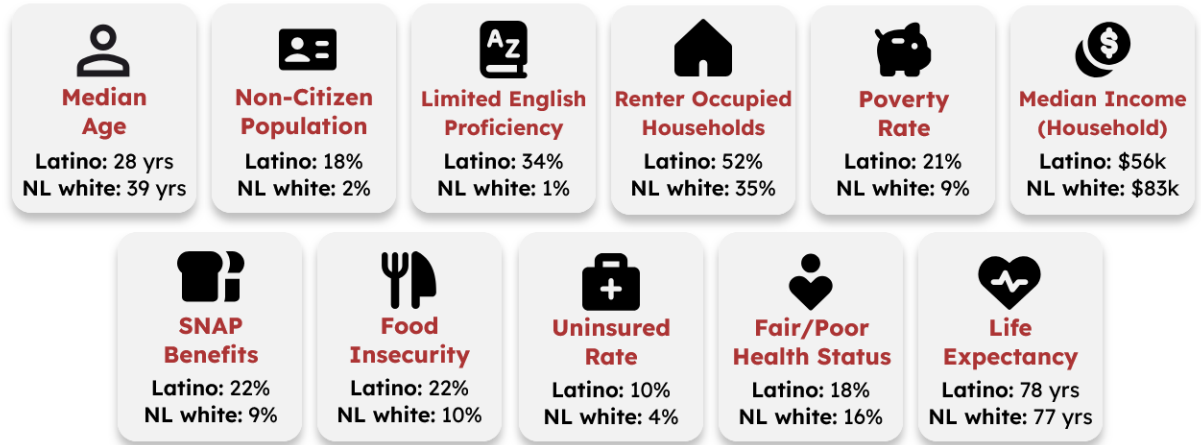 A Z
$
Median
Age
Latino: 28 yrs
NL white: 39 yrs
Non-Citizen
Population
Latino: 18%
NL white: 2%
Limited English
Proficiency
Latino: 34%
NL white: 1%
Renter Occupied
Households
Latino: 52%
NL white: 35%
Poverty
Rate
Latino: 21%
NL white: 9%
Median Income
(Household)
Latino: $56k
NL white: $83k
SNAP
Benefits
Latino: 22%
NL white: 9%
Food
Insecurity
Latino: 22%
NL white: 10%
Uninsured
Rate
Latino: 10%
NL white: 4%
Fair/Poor
Health Status
Latino: 18%
NL white: 16%
Life
Expectancy
Latino: 78 yrs
NL white: 77 yrs